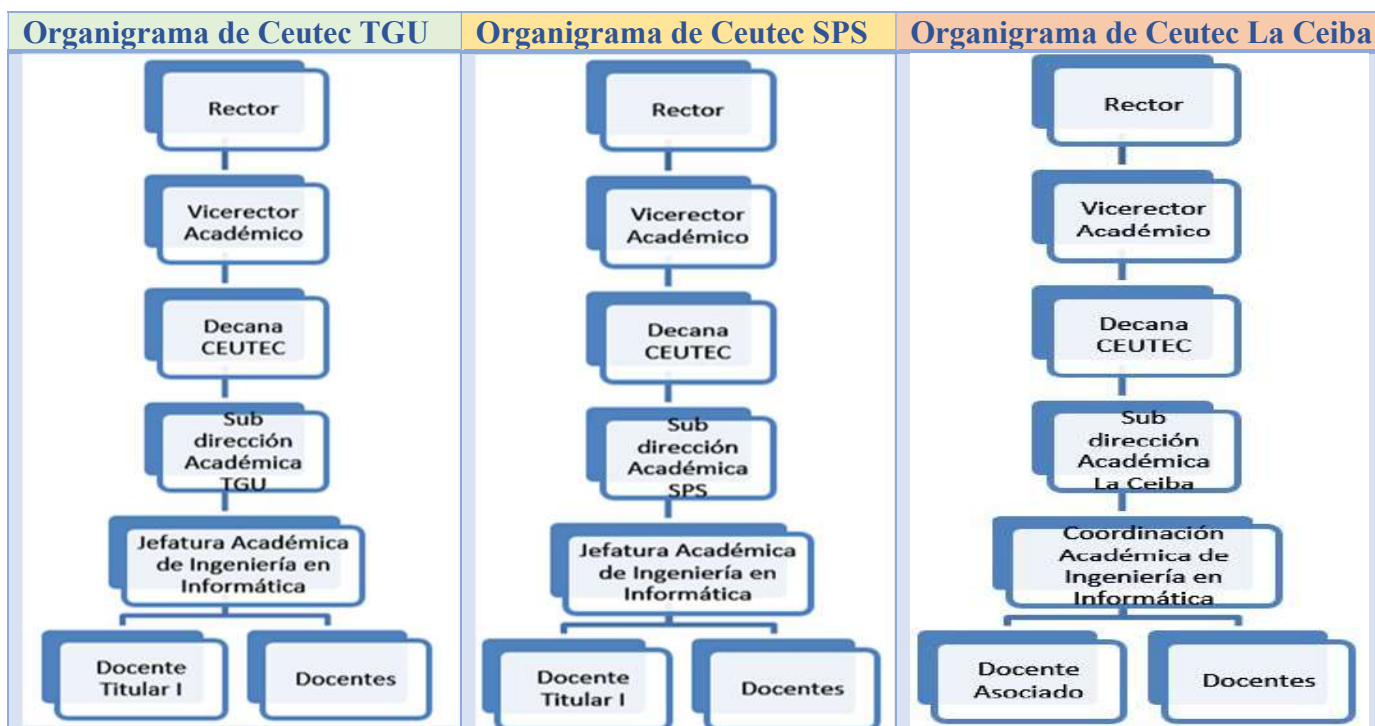 Organigrama de Ceutec TGU
Rector
Vicerector
Académico
Decana
CEUTEC
Sub
dirección
Académica
TGU
Jefatura Académica
de Ingeniería en
Informática
Docente
Titular I
Docentes
Organigrama de Ceutec SPS
Rector
Vicerector
Académico
Decana
CEUTEC
Sub
dirección
Académica
SPS
Jefatura Académica
de Ingeniería en
Informática
Docente
Titular I
Docentes
Organigrama de Ceutec La Ceiba
Rector
Vicerector
Académico
Decana
CEUTEC
Sub
dirección
Académica
La Ceiba
Coordinación
Académica de
Ingeniería en
Informática
Docente
Asociado
Docentes